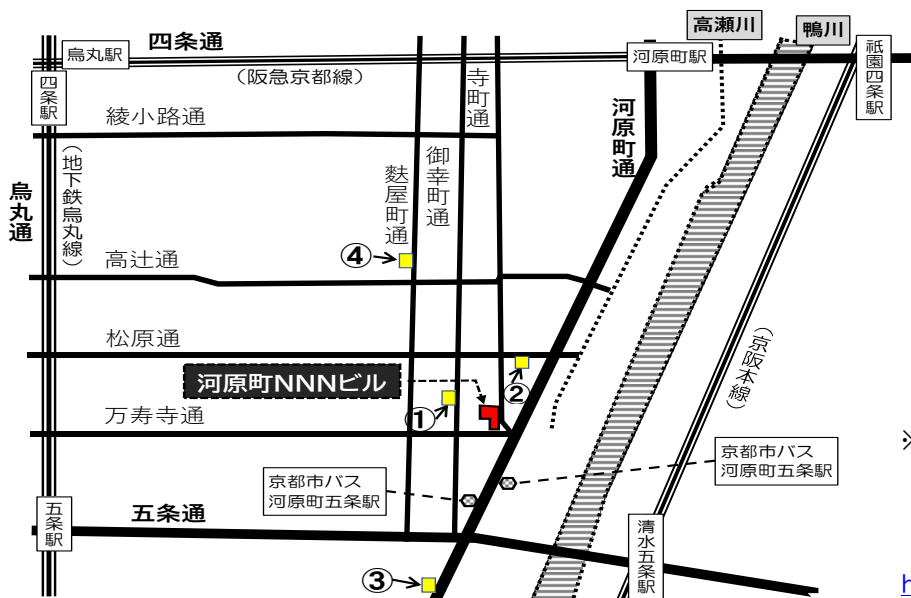 高瀬川
鴨川
烏丸駅
四条通
河原町駅
祇園四条駅
(阪急京都線)
四条駅
寺町通
綾小路通
河原町通
御幸町通
麩屋町通
(地下鉄烏丸線)
烏丸通
④
高辻通
松原通
(京阪本線)
河原町NNNビル
②
①
万寿寺通
※
京都市バス
河原町五条駅
京都市バス
河原町五条駅
五条通
五条駅
清水五条駅
③
h